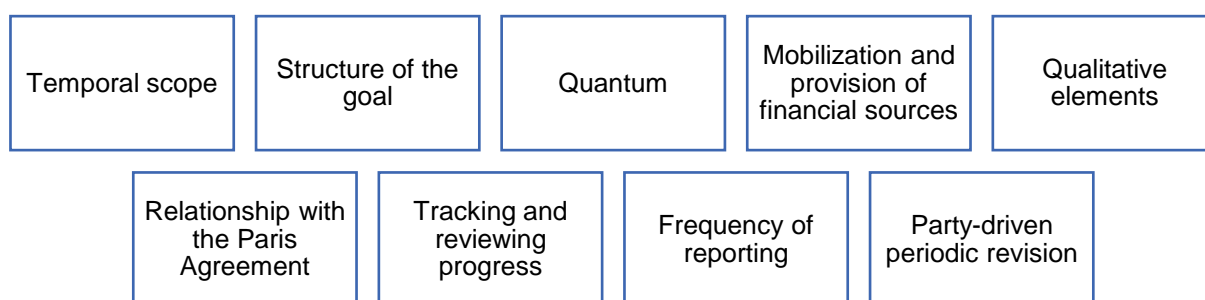 Temporal scope
Structure of the
goal
Quantum
Mobilization and
provision of
financial sources
Qualitative
elements
Relationship with
the Paris
Agreement
Tracking and
reviewing
progress
Frequency of
reporting
Party-driven
periodic revision